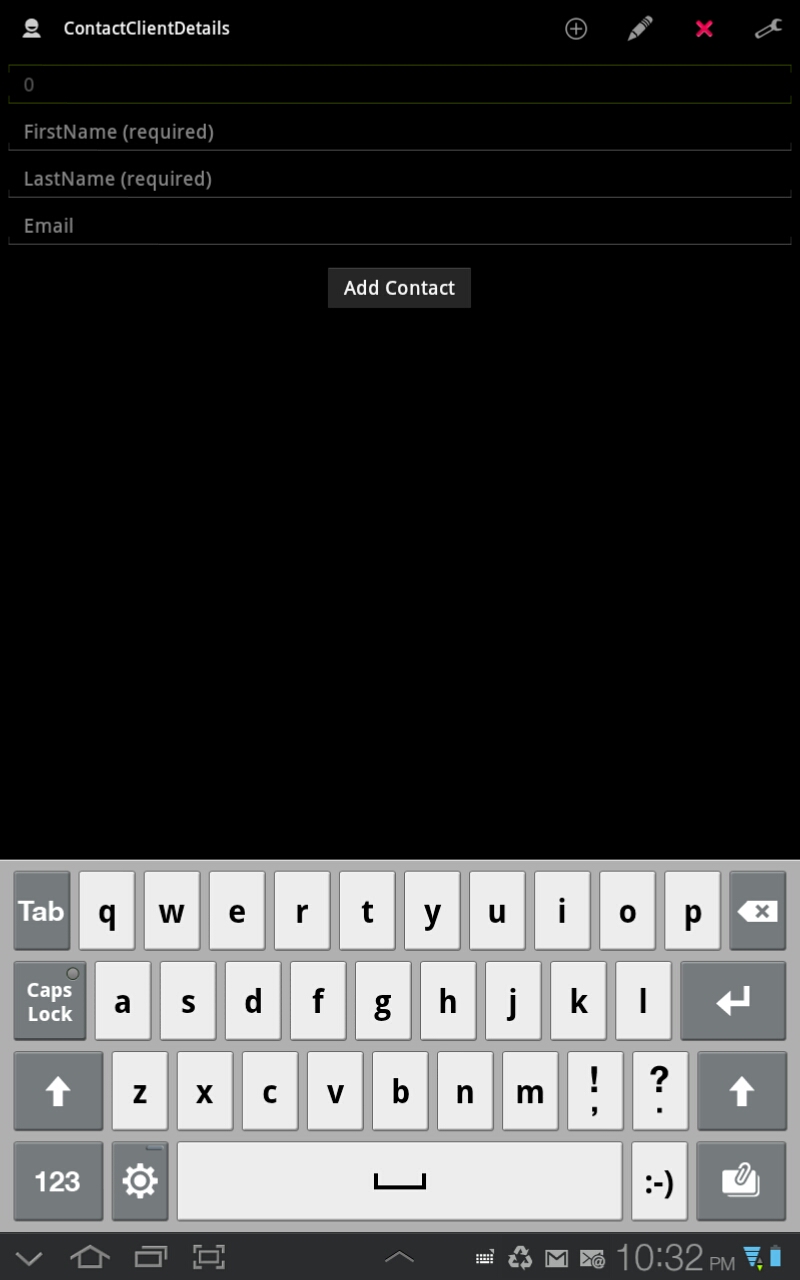 ContactClientDetails
0
FirstName (required)
LastName (required)
Email
Add Contact
Tab q w e r t y u i o p
Caps Lock a s d f g h j k l
z x c v b n m ! , ? .
123 :-)
10:32 PM